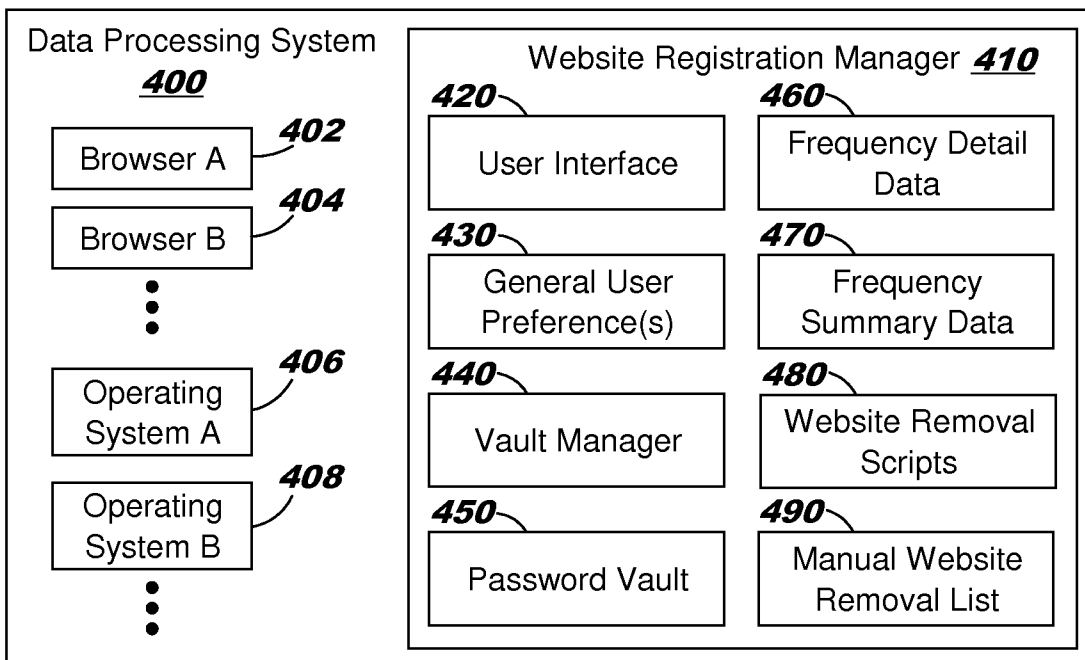 Data Processing System
400
402
Browser A
404
Browser B
406
Operating
System A
408
Operating
System B
Website Registration Manager 410
420
User Interface
430
General User
Preference(s)
440
Vault Manager
450
Password Vault
460
Frequency Detail
Data
470
Frequency
Summary Data
480
Website Removal
Scripts
490
Manual Website
Removal List